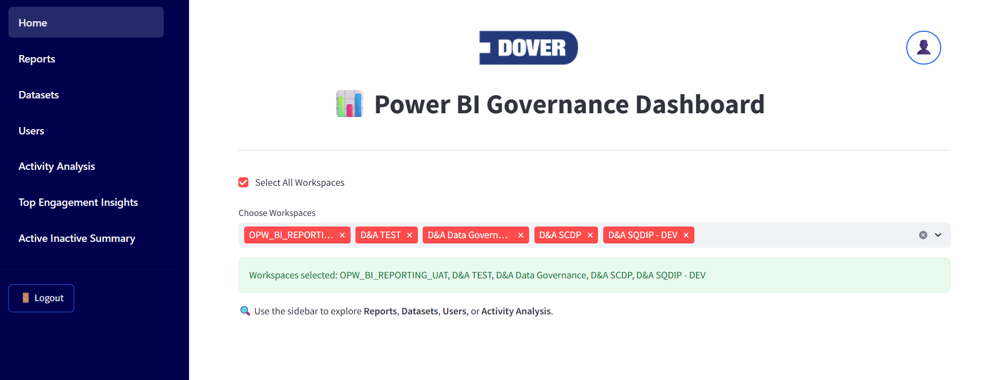 Home
Reports
Datasets
Users
Activity Analysis
Top Engagement Insights
Active Inactive Summary
Logout
DOVER
Power BI Governance Dashboard
Select All Workspaces
Choose Workspaces
OPW_BI_REPORTI... × D&A TEST × D&A Data Govern... × D&A SCDP × D&A SQDIP - DEV ×
Workspaces selected: OPW_BI_REPORTING_UAT, D&A TEST, D&A Data Governance, D&A SCDP, D&A SQDIP - DEV
Use the sidebar to explore Reports, Datasets, Users, or Activity Analysis.